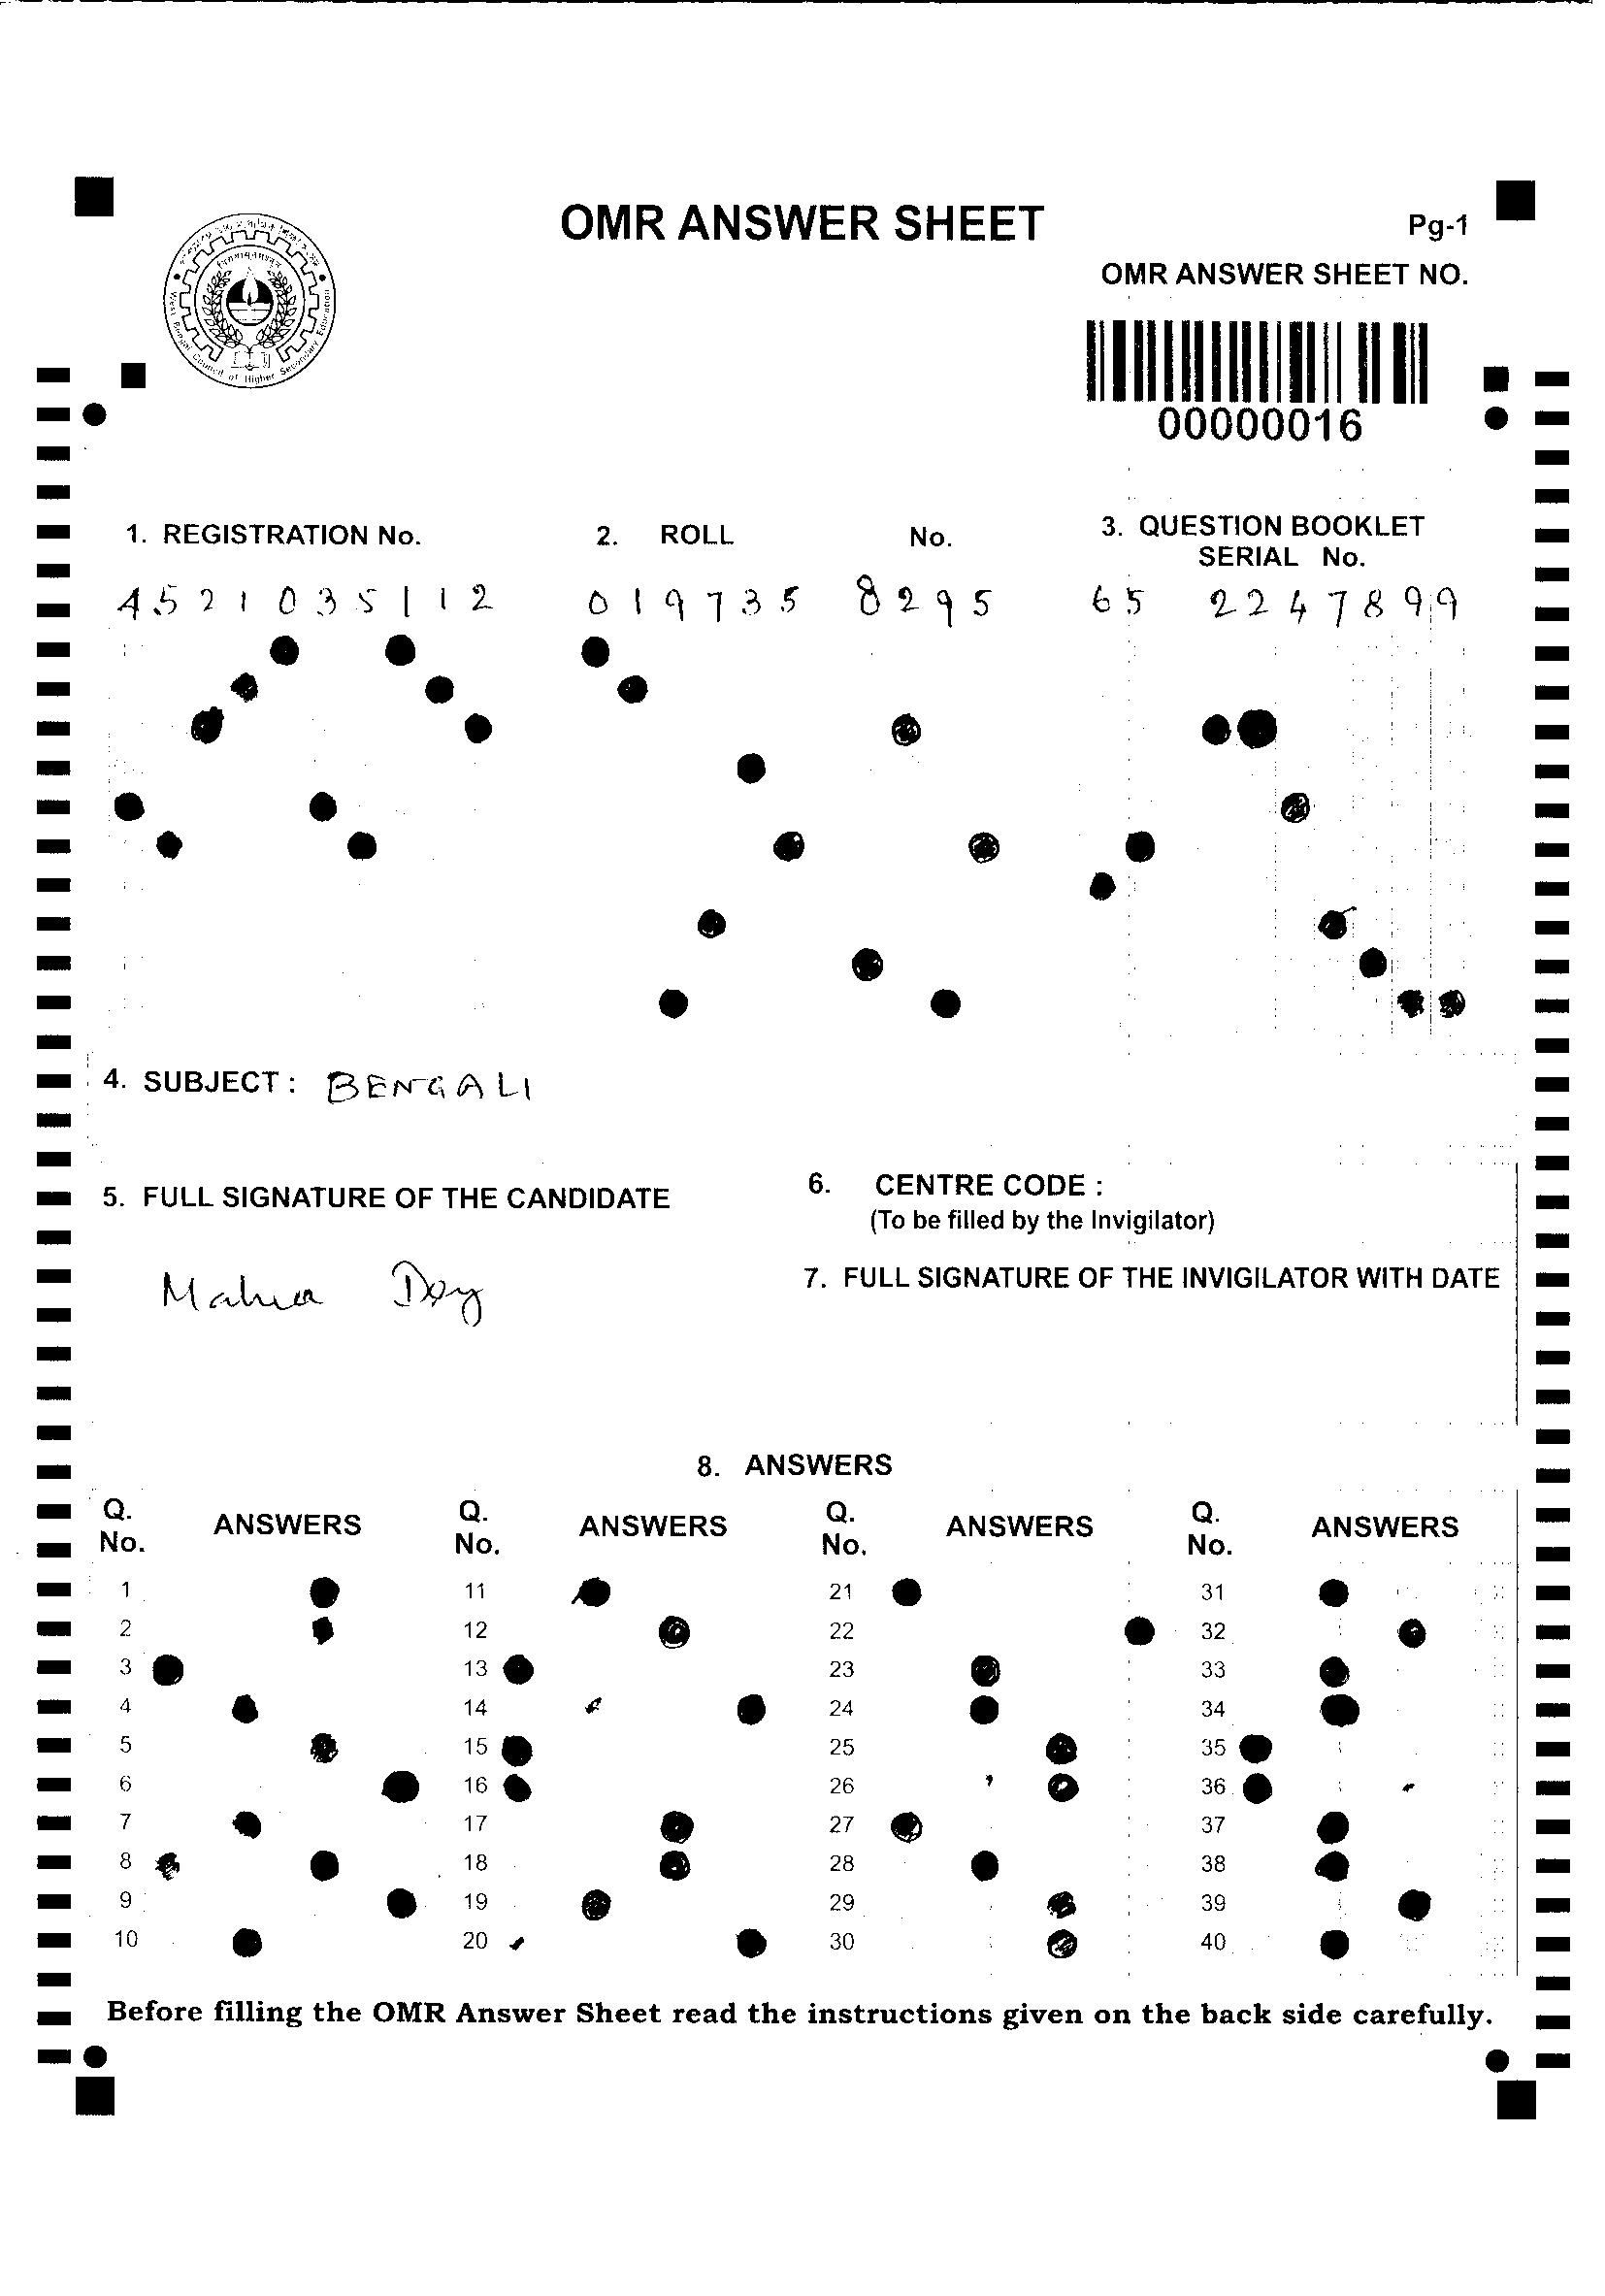 OMR ANSWER SHEET
Pg-1
West Bengal Council of Higher Secondary Education
OMR ANSWER SHEET NO.
00000016
1. REGISTRATION No.
2. ROLL No.
3. QUESTION BOOKLET
SERIAL No.
4521035112 019735 8295 65 2247899
4. SUBJECT : BENGALI
5. FULL SIGNATURE OF THE CANDIDATE
6. CENTRE CODE :
(To be filled by the Invigilator)
7. FULL SIGNATURE OF THE INVIGILATOR WITH DATE
Mahua Dey
8. ANSWERS
Q. No. ANSWERS Q. No. ANSWERS Q. No. ANSWERS Q. No. ANSWERS
1 11 21 31
2 12 22 32
3 13 23 33
4 14 24 34
5 15 25 35
6 16 26 36
7 17 27 37
8 18 28 38
9 19 29 39
10 20 30 40
Before filling the OMR Answer Sheet read the instructions given on the back side carefully.